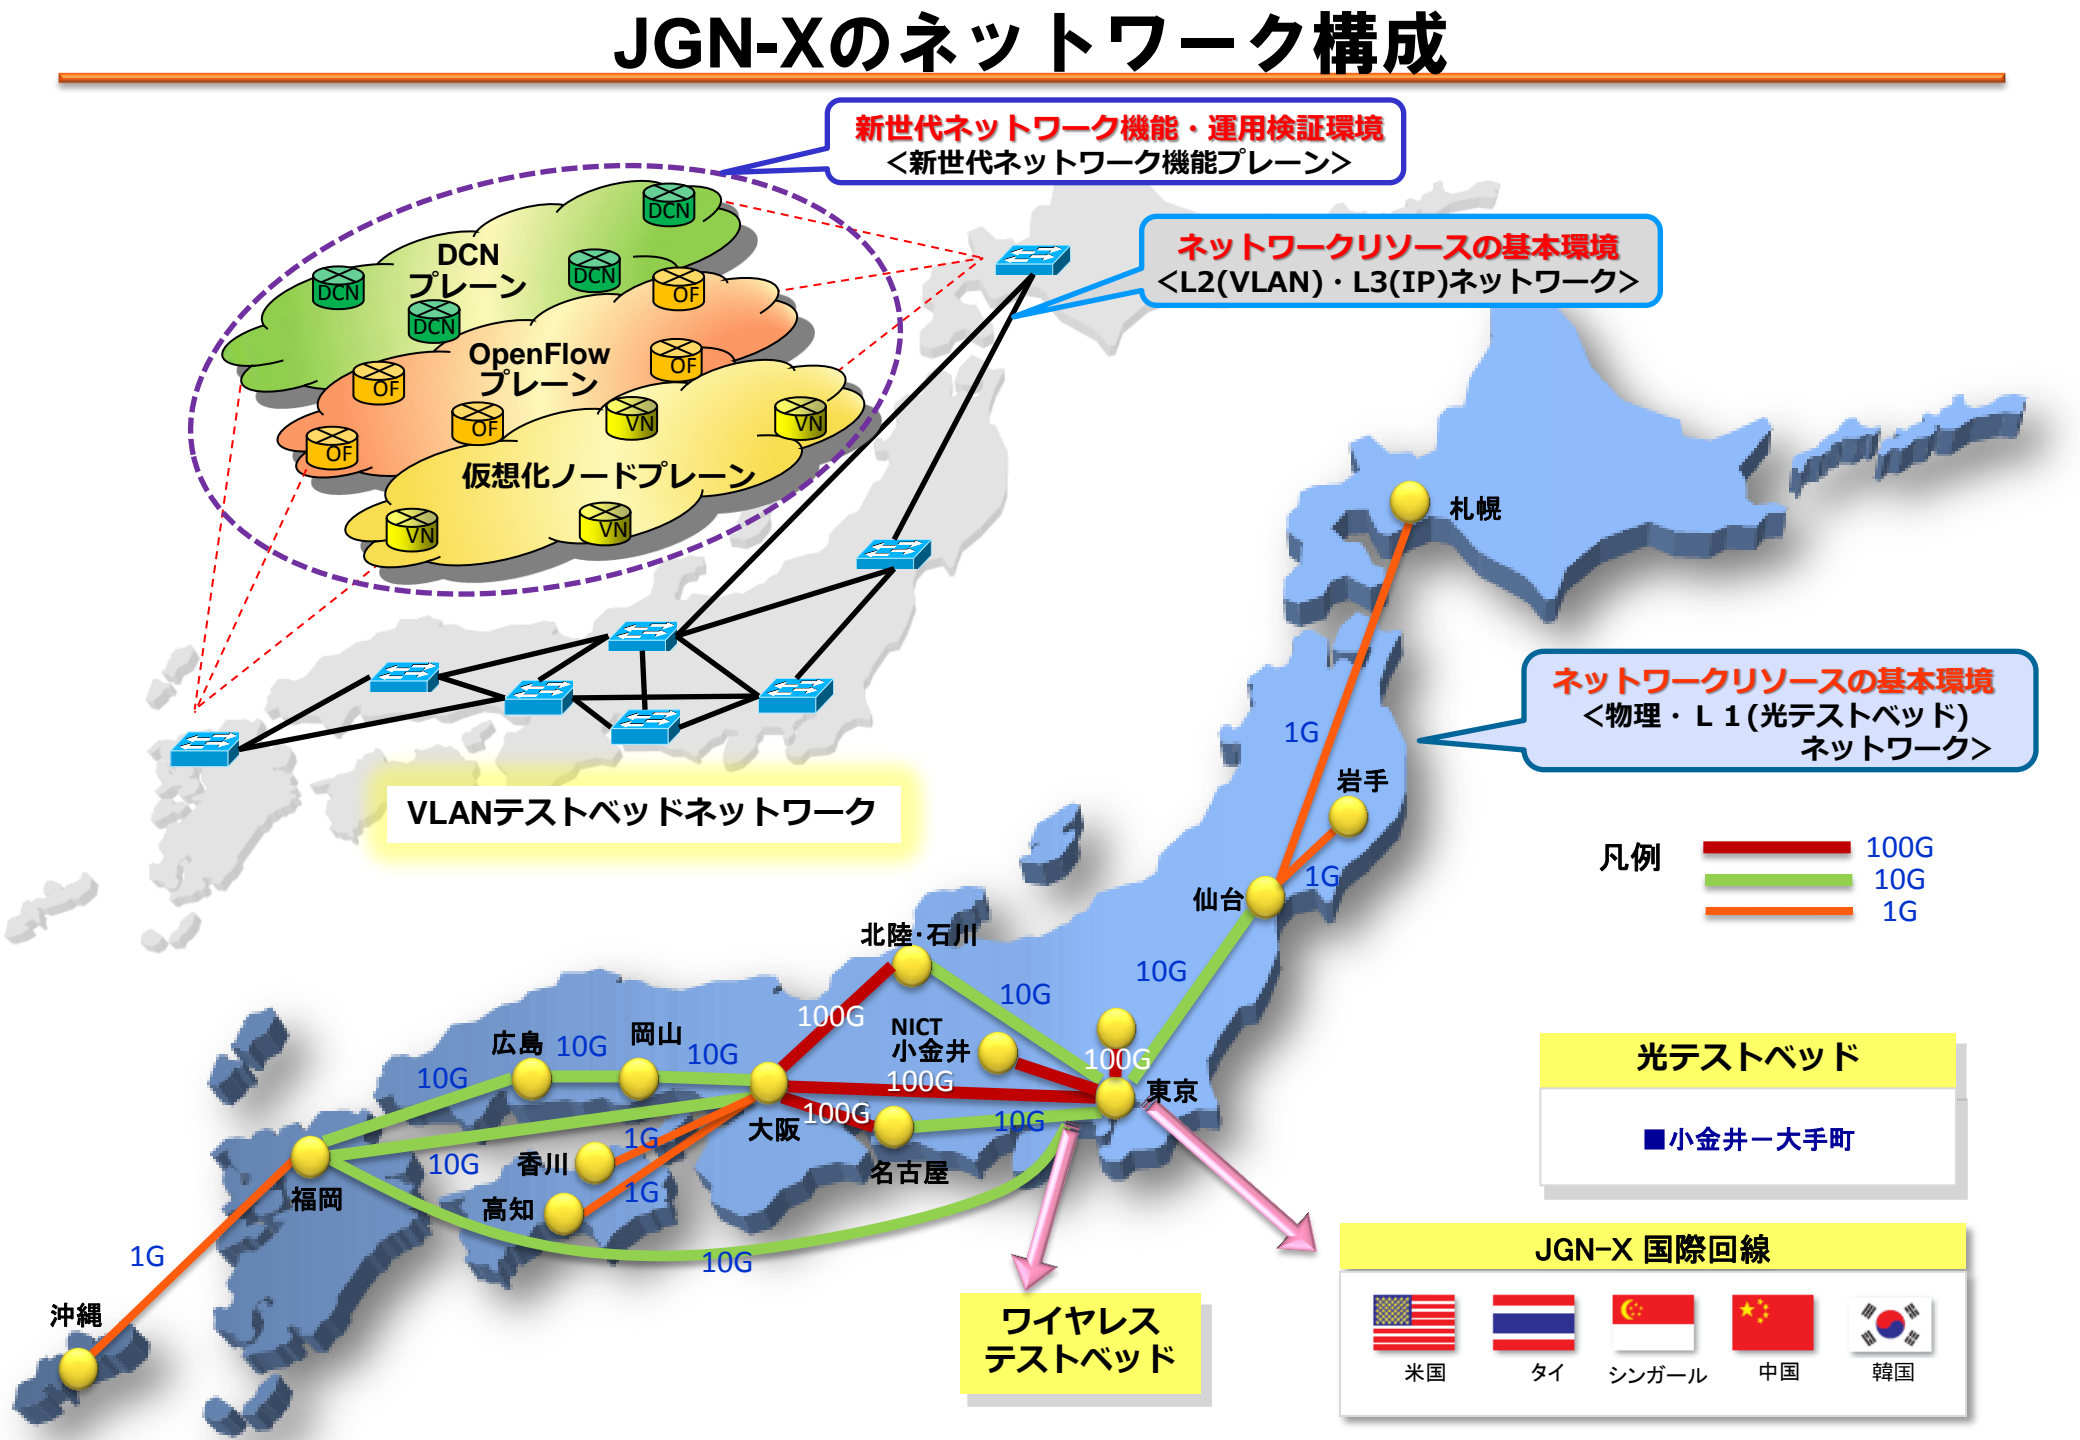 JGN-Xのネットワーク構成
新世代ネットワーク機能・運用検証環境
<新世代ネットワーク機能プレーン>
ネットワークリソースの基本環境
<L2(VLAN)・L3(IP)ネットワーク>
DCN
DCN
プレーン
DCN
DCN
DCN
OF
OpenFlow
プレーン
OF
OF
OF
OF
VN
VN
仮想化ノードプレーン
VN
VN
VLANテストベッドネットワーク
札幌
ネットワークリソースの基本環境
<物理・L1(光テストベッド)
ネットワーク>
1G
岩手
1G
仙台
凡例
100G
10G
1G
北陸・石川
10G
10G
100G
NICT
小金井
100G
100G
東京
広島
10G
岡山
10G
10G
大阪
100G
10G
名古屋
1G
香川
10G
1G
高知
福岡
10G
1G
沖縄
光テストベッド
■小金井－大手町
ワイヤレス
テストベッド
JGN-X 国際回線
米国
タイ
シンガール
中国
韓国